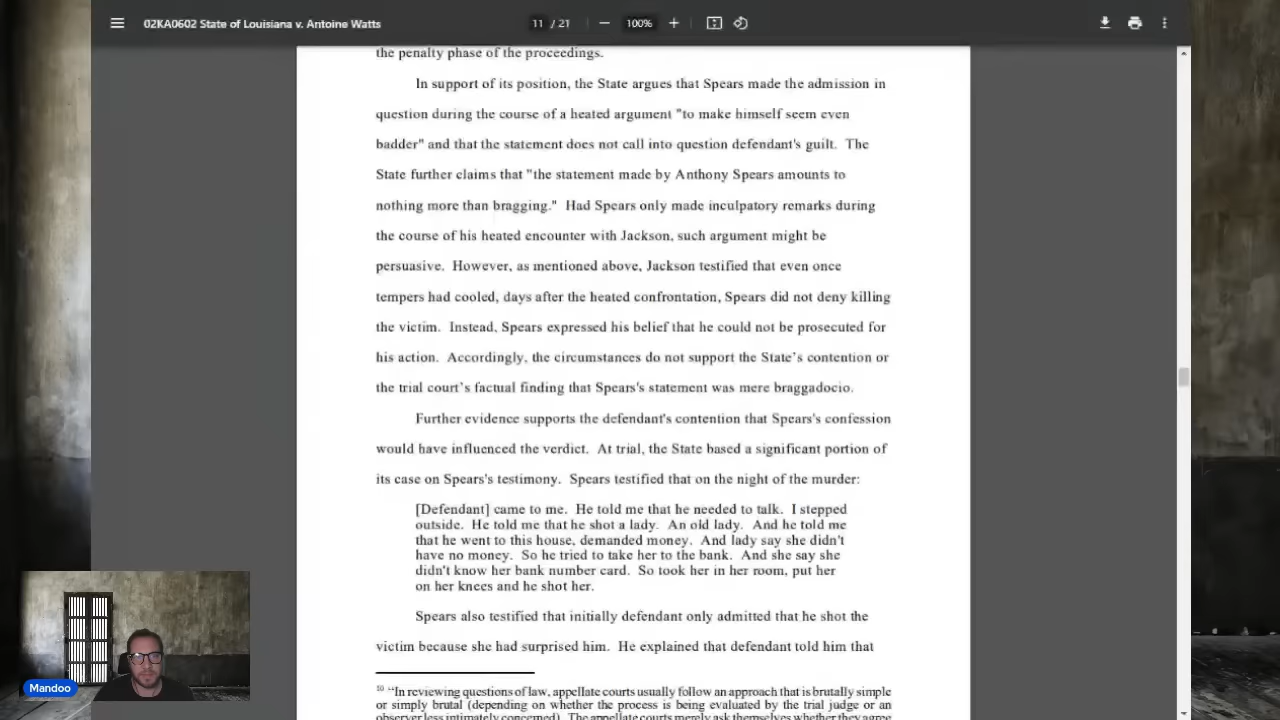 02KA0602 State of Louisiana v. Antoine Watts
11 / 21
100%
the penalty phase of the proceedings.
In support of its position, the State argues that Spears made the admission in
question during the course of a heated argument "to make himself seem even
badder" and that the statement does not call into question defendant's guilt. The
State further claims that "the statement made by Anthony Spears amounts to
nothing more than bragging." Had Spears only made inculpatory remarks during
the course of his heated encounter with Jackson, such argument might be
persuasive. However, as mentioned above, Jackson testified that even once
tempers had cooled, days after the heated confrontation, Spears did not deny killing
the victim. Instead, Spears expressed his belief that he could not be prosecuted for
his action. Accordingly, the circumstances do not support the State's contention or
the trial court's factual finding that Spears's statement was mere braggadocio.
Further evidence supports the defendant's contention that Spears's confession
would have influenced the verdict. At trial, the State based a significant portion of
its case on Spears's testimony. Spears testified that on the night of the murder:
[Defendant] came to me. He told me that he needed to talk. I stepped
outside. He told me that he shot a lady. An old lady. And he told me
that he went to this house, demanded money. And lady say she didn't
have no money. So he tried to take her to the bank. And she say she
didn't know her bank number card. So took her in her room, put her
on her knees and he shot her.
Spears also testified that initially defendant only admitted that he shot the
victim because she had surprised him. He explained that defendant told him that
10 "In reviewing questions of law, appellate courts usually follow an approach that is brutally simple
or simply brutal (depending on whether the process is being evaluated by the trial judge or an
observer less intimately concerned). The appellate courts merely ask themselves whether they agree
Mandoo